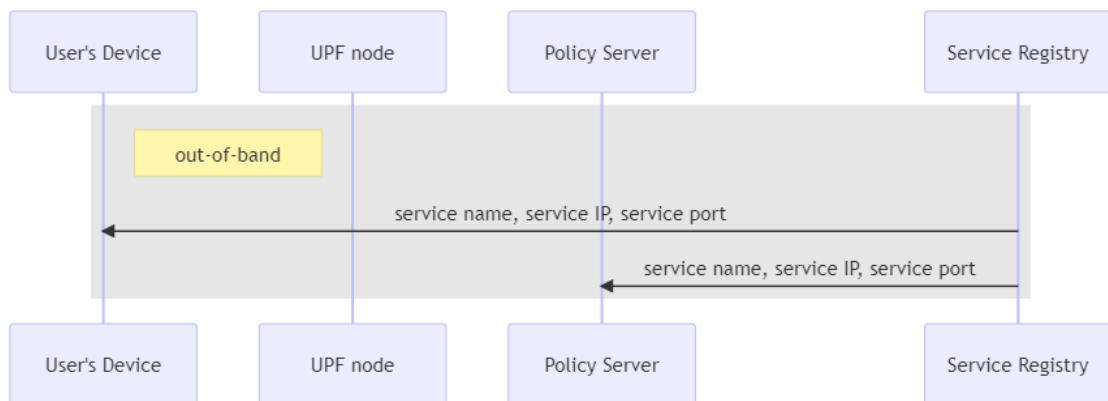 User's Device
UPF node
Policy Server
Service Registry
out-of-band
service name, service IP, service port
service name, service IP, service port
User's Device
UPF node
Policy Server
Service Registry